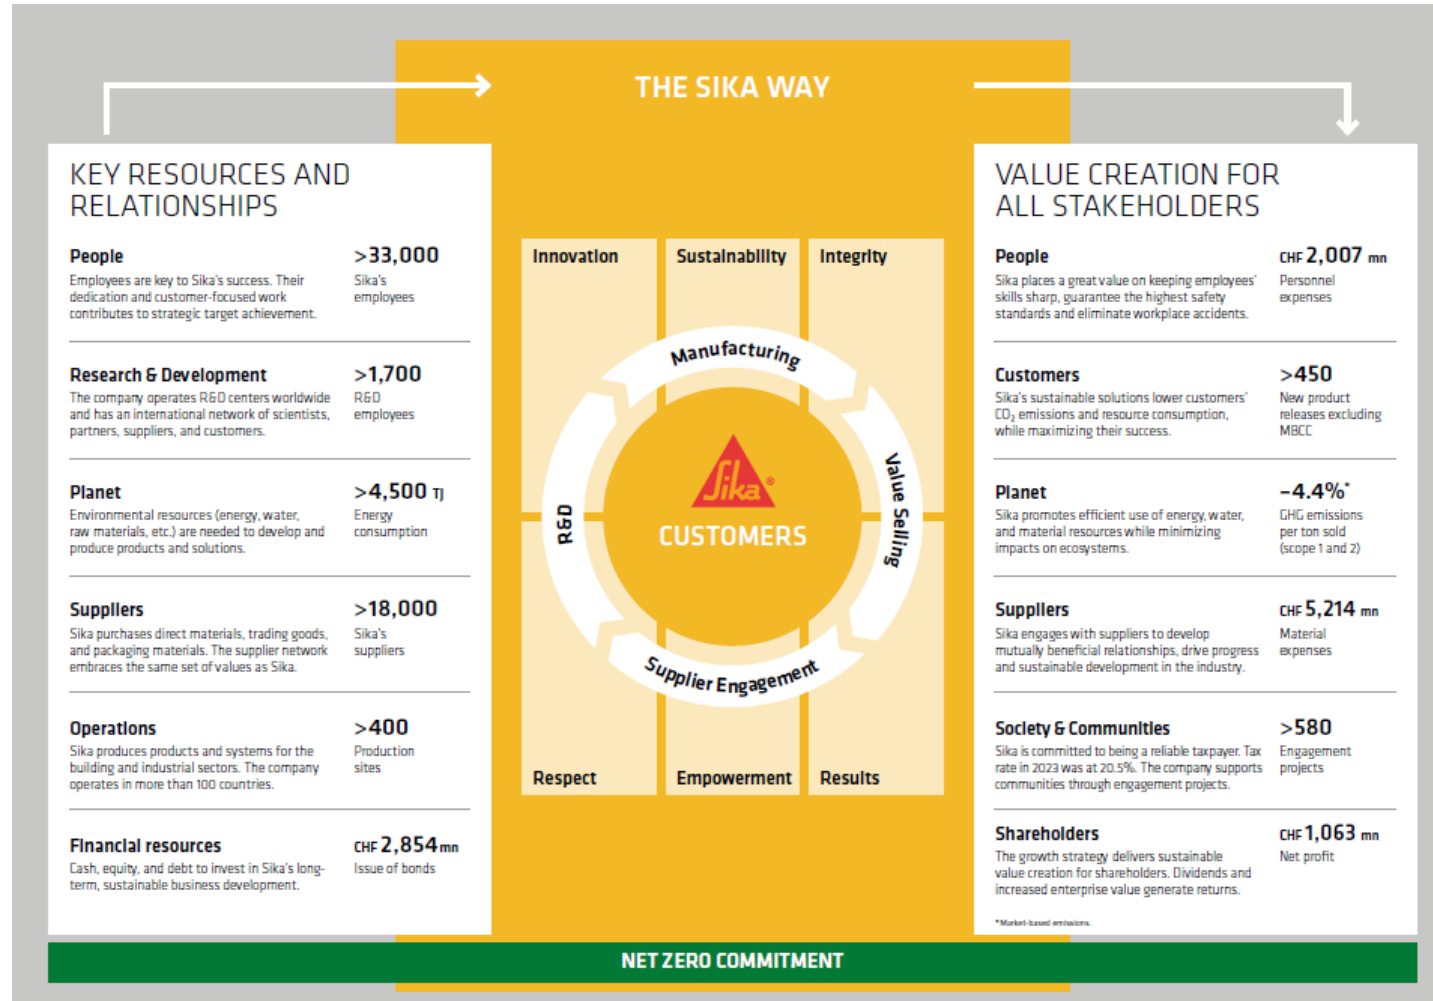 THE SIKA WAY
KEY RESOURCES AND
RELATIONSHIPS
People
Employees are key to Sika's success. Their
dedication and customer-focused work
contributes to strategic target achievement.
>33,000
Sika's
employees
Research & Development
The company operates R&D centers worldwide
and has an international network of scientists,
partners, suppliers, and customers.
>1,700
R&D
employees
Planet
Environmental resources (energy, water,
raw materials, etc.) are needed to develop and
produce products and solutions.
>4,500 TJ
Energy
consumption
Suppliers
Sika purchases direct materials, trading goods,
and packaging materials. The supplier network
embraces the same set of values as Sika.
>18,000
Sika's
suppliers
Operations
Sika produces products and systems for the
building and industrial sectors. The company
operates in more than 100 countries.
>400
Production
sites
Financial resources
Cash, equity, and debt to invest in Sika's long-
term, sustainable business development.
CHF 2,854 mn
Issue of bonds
Innovation
Sustainability
Integrity
Manufacturing
Value Selling
Supplier Engagement
R&D
Sika®
CUSTOMERS
Respect
Empowerment
Results
VALUE CREATION FOR
ALL STAKEHOLDERS
People
Sika places a great value on keeping employees'
skills sharp, guarantee the highest safety
standards and eliminate workplace accidents.
CHF 2,007 mn
Personnel
expenses
Customers
Sika's sustainable solutions lower customers'
CO₂ emissions and resource consumption,
while maximizing their success.
>450
New product
releases excluding
MBCC
Planet
Sika promotes efficient use of energy, water,
and material resources while minimizing
impacts on ecosystems.
–4.4%*
GHG emissions
per ton sold
(scope 1 and 2)
Suppliers
Sika engages with suppliers to develop
mutually beneficial relationships, drive progress
and sustainable development in the industry.
CHF 5,214 mn
Material
expenses
Society & Communities
Sika is committed to being a reliable taxpayer. Tax
rate in 2023 was at 20.5%. The company supports
communities through engagement projects.
>580
Engagement
projects
Shareholders
The growth strategy delivers sustainable
value creation for shareholders. Dividends and
increased enterprise value generate returns.
CHF 1,063 mn
Net profit
*Market-based emissions.
NET ZERO COMMITMENT